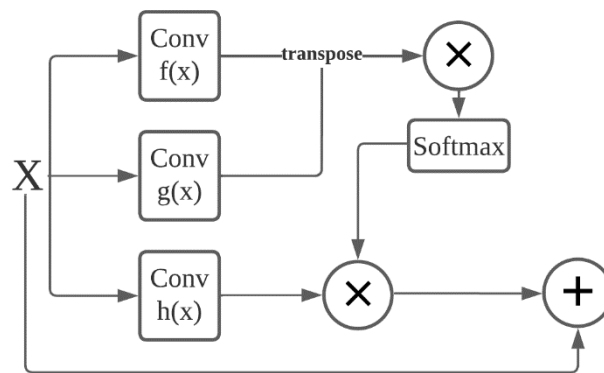 Conv
f(x)
transpose
×
Softmax
X
Conv
g(x)
Conv
h(x)
×
+